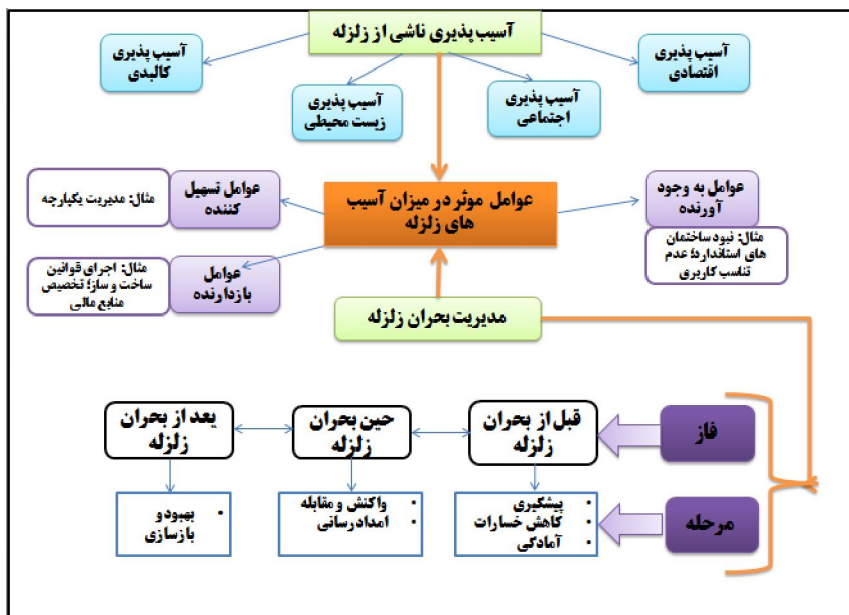 آسیب پذیری ناشی از زلزله
آسیب پذیری
اقتصادی
آسیب پذیری
اجتماعی
آسیب پذیری
زیست محیطی
آسیب پذیری
کالبدی
عوامل موثر در میزان آسیب
های زلزله
عوامل به وجود
آورنده
مثال: نبود ساختمان
های استاندارد؛ عدم
تناسب کاربری
عوامل تسهیل
کننده
مثال: مدیریت یکپارچه
عوامل
بازدارنده
مثال: اجرای قوانین
ساخت و ساز؛ تخصیص
منابع مالی
مدیریت بحران زلزله
فاز
قبل از بحران
زلزله
حین بحران
زلزله
یعد از بحران
زلزله
مرحله
• پیشگیری
• کاهش خسارات
• آمادگی
• واکنش و مقابله
• امداد رسانی
• بهبود و
بازسازی